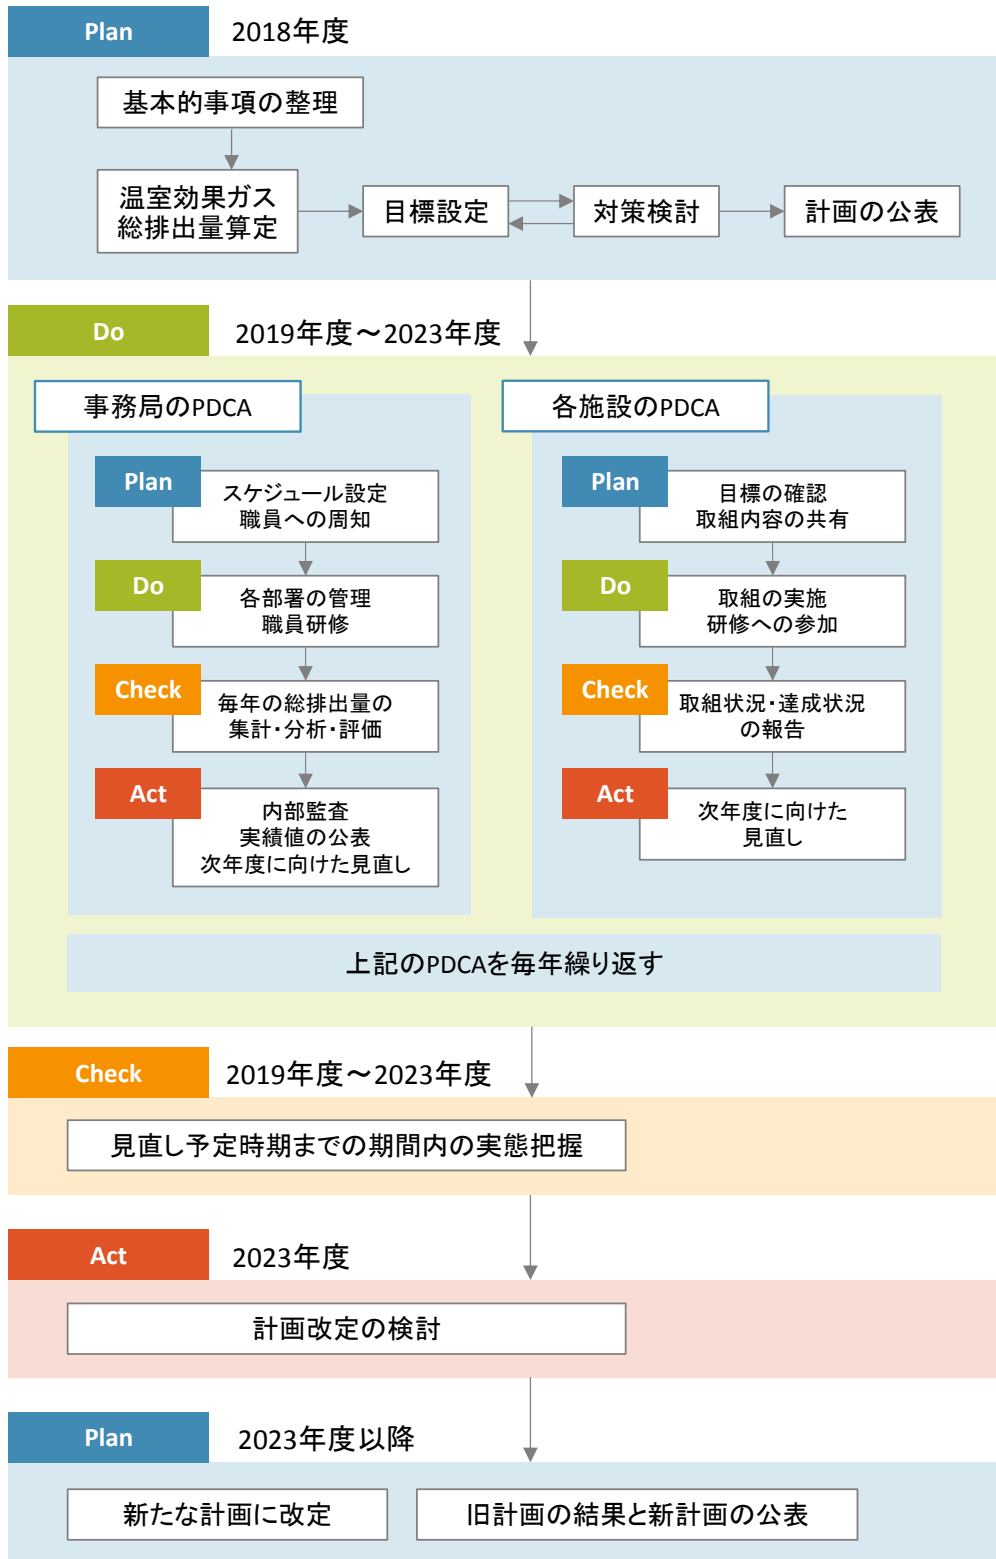 Plan
2018年度
基本的事項の整理
温室効果ガス
総排出量算定
目標設定
対策検討
計画の公表
Do
2019年度～2023年度
事務局のPDCA
Plan
スケジュール設定
職員への周知
Do
各部署の管理
職員研修
Check
毎年の総排出量の
集計・分析・評価
Act
内部監査
実績値の公表
次年度に向けた見直し
各施設のPDCA
Plan
目標の確認
取組内容の共有
Do
取組の実施
研修への参加
Check
取組状況・達成状況
の報告
Act
次年度に向けた
見直し
上記のPDCAを毎年繰り返す
Check
2019年度～2023年度
見直し予定時期までの期間内の実態把握
Act
2023年度
計画改定の検討
Plan
2023年度以降
新たな計画に改定
旧計画の結果と新計画の公表